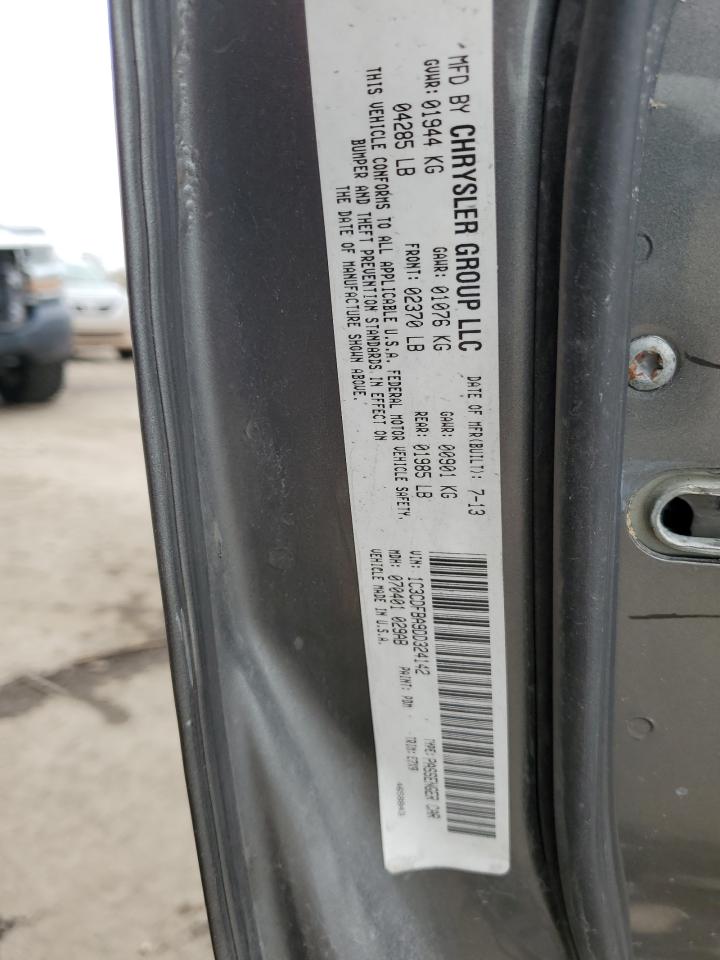 MFD BY CHRYSLER GROUP LLC
DATE OF MFR(BUILT): 7-13
GVWR: 01944 KG
GAWR: 01076 KG
GAWR: 00901 KG
04285 LB
FRONT: 02370 LB
REAR: 01985 LB
THIS VEHICLE CONFORMS TO ALL APPLICABLE U.S.A. FEDERAL MOTOR VEHICLE SAFETY,
BUMPER AND THEFT PREVENTION STANDARDS IN EFFECT ON
THE DATE OF MANUFACTURE SHOWN ABOVE.
VIN: 1C3CDFBA9DD324142
TYPE: PASSENGER CAR
MDH: 070401 029AB
PAINT: PDM
TRIM: E7X9
VEHICLE MADE IN U.S.A.